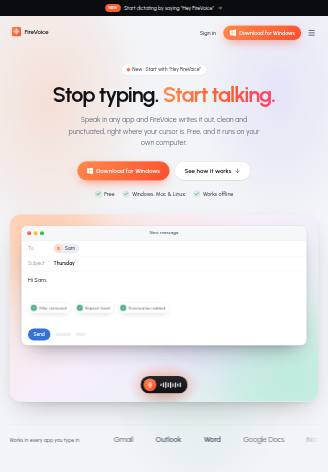 NEW Start dictating by saying "Hey FireVoice" →
FireVoice
Sign in
Download for Windows
New · Start with "Hey FireVoice"
Stop typing. Start talking.
Speak in any app and FireVoice writes it out, clean and
punctuated, right where your cursor is. Free, and it runs on your
own computer.
Download for Windows
See how it works ↓
Free
Windows, Mac & Linux
Works offline
New message
To
Sam
Subject
Thursday
Hi Sam,
Filler removed
Repeat fixed
Punctuation added
Send
Works in every app you type in
Gmail
Outlook
Word
Google Docs